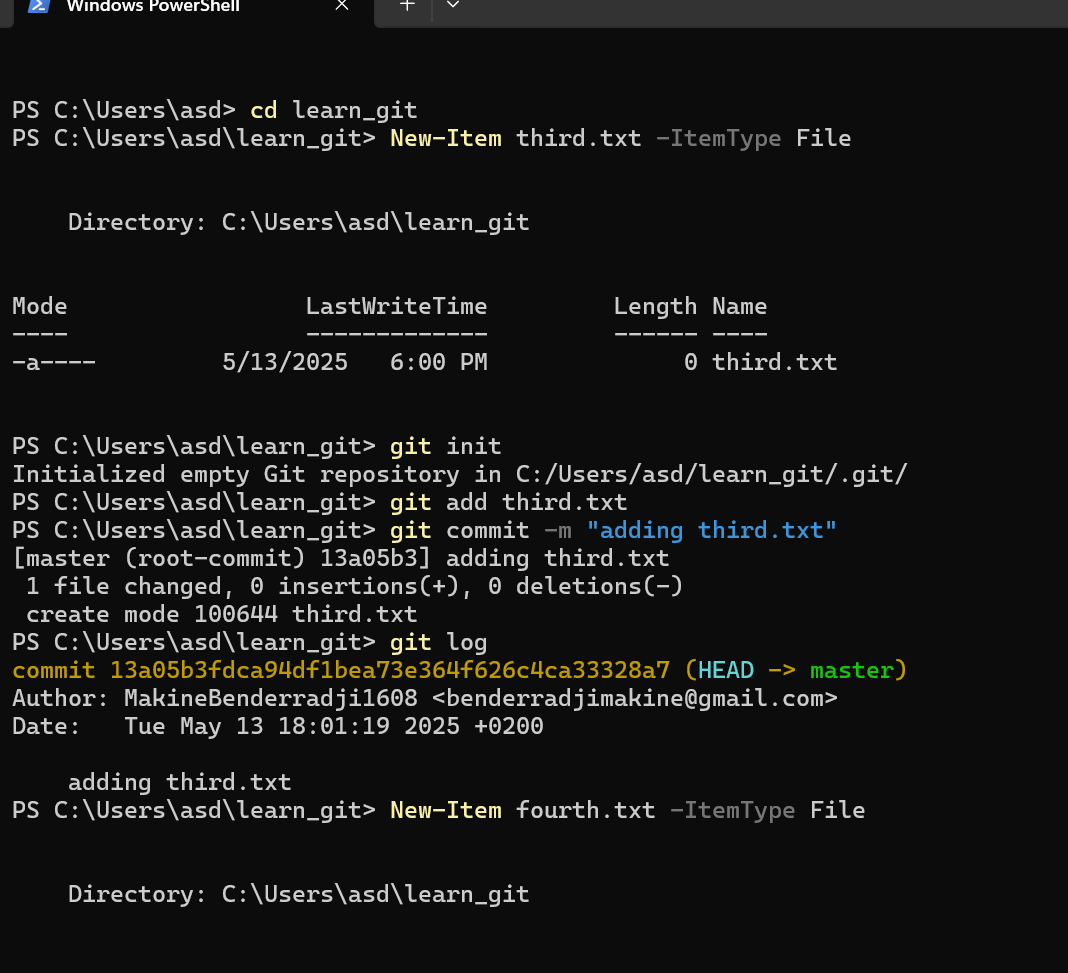 Windows PowerShell
PS C:\Users\asd> cd learn_git
PS C:\Users\asd\learn_git> New-Item third.txt -ItemType File
Directory: C:\Users\asd\learn_git
Mode                 LastWriteTime         Length Name
----                 -------------         ------ ----
-a----         5/13/2025   6:00 PM              0 third.txt
PS C:\Users\asd\learn_git> git init
Initialized empty Git repository in C:/Users/asd/learn_git/.git/
PS C:\Users\asd\learn_git> git add third.txt
PS C:\Users\asd\learn_git> git commit -m "adding third.txt"
[master (root-commit) 13a05b3] adding third.txt
 1 file changed, 0 insertions(+), 0 deletions(-)
 create mode 100644 third.txt
PS C:\Users\asd\learn_git> git log
commit 13a05b3fdca94df1bea73e364f626c4ca33328a7 (HEAD -> master)
Author: MakineBenderradji1608 <benderradjimakine@gmail.com>
Date:   Tue May 13 18:01:19 2025 +0200
    adding third.txt
PS C:\Users\asd\learn_git> New-Item fourth.txt -ItemType File
    Directory: C:\Users\asd\learn_git